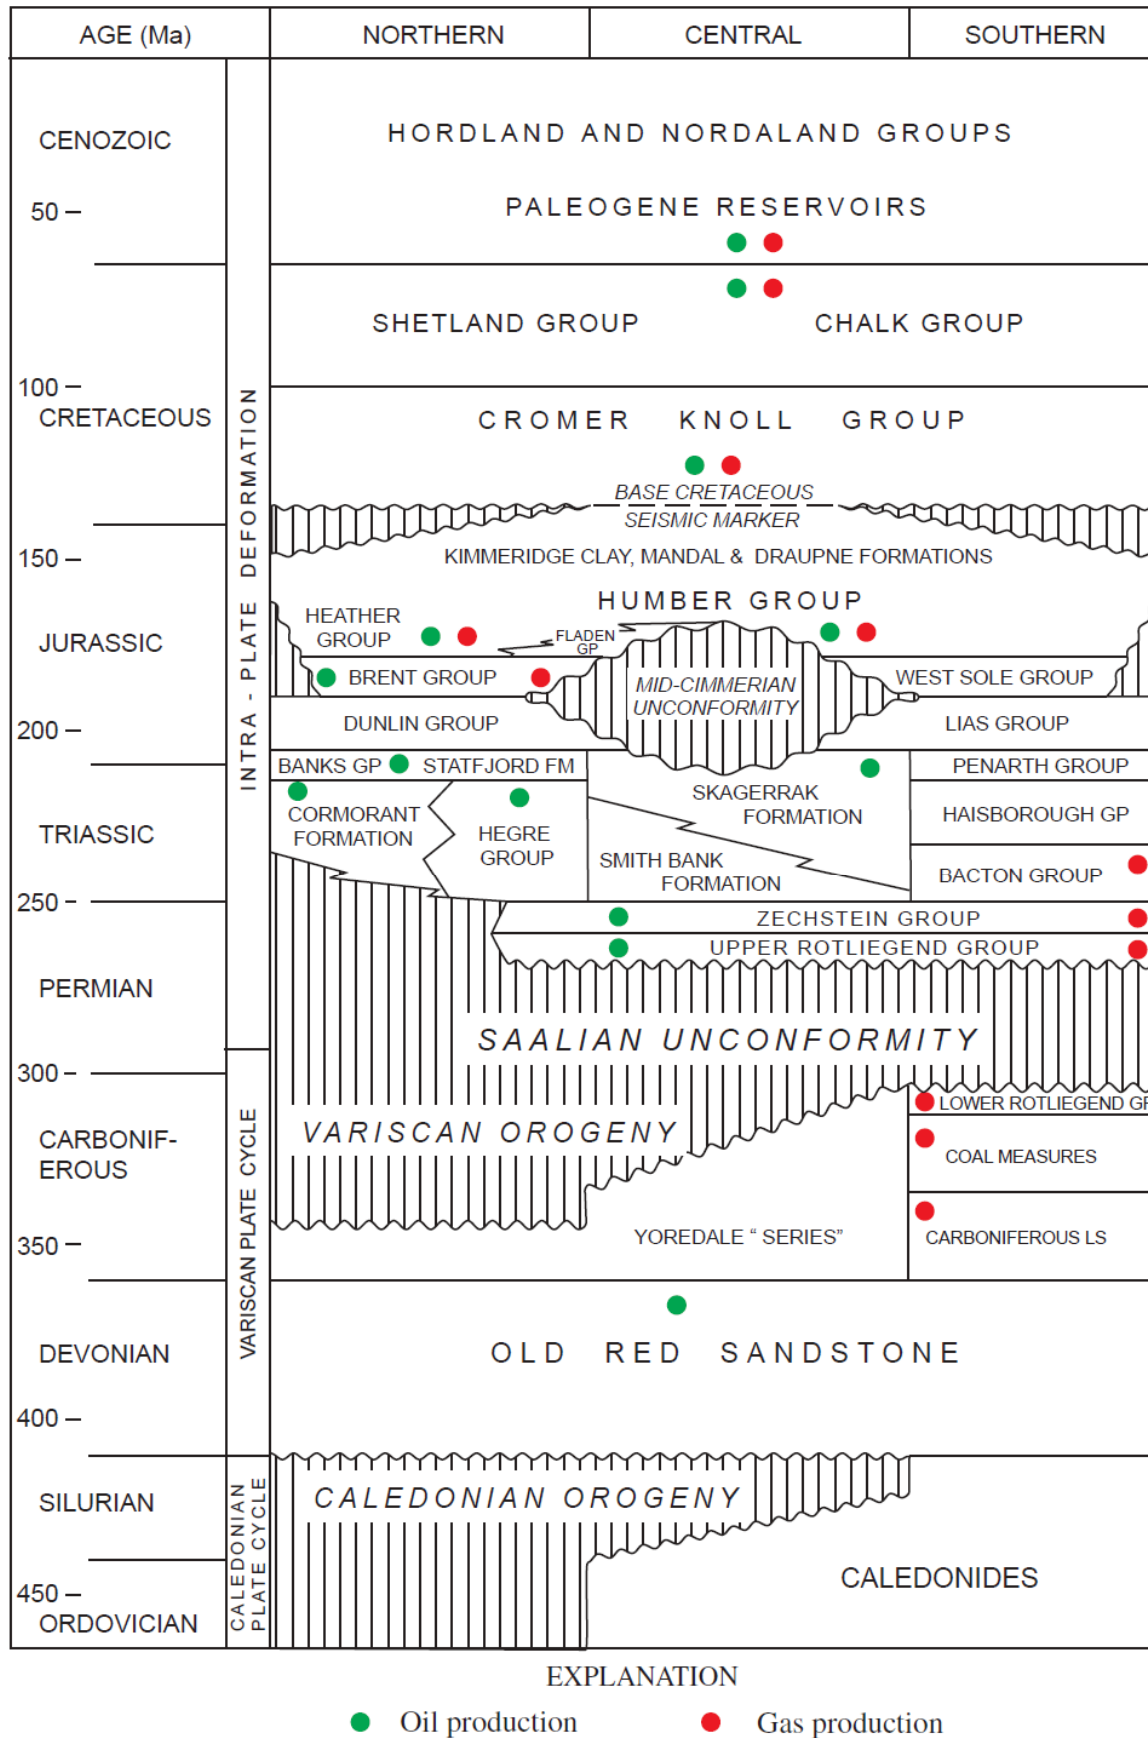 AGE (Ma)
NORTHERN
CENTRAL
SOUTHERN
CENOZOIC
HORDLAND AND NORDALAND GROUPS
50
PALEOGENE RESERVOIRS
SHETLAND GROUP
CHALK GROUP
100
CRETACEOUS
CROMER KNOLL GROUP
BASE CRETACEOUS
SEISMIC MARKER
INTRA - PLATE DEFORMATION
150
KIMMERIDGE CLAY, MANDAL & DRAUPNE FORMATIONS
HUMBER GROUP
HEATHER
GROUP
FLADEN
GP
JURASSIC
BRENT GROUP
MID-CIMMERIAN
UNCONFORMITY
WEST SOLE GROUP
200
DUNLIN GROUP
LIAS GROUP
BANKS GP
STATFJORD FM
PENARTH GROUP
TRIASSIC
CORMORANT
FORMATION
HEGRE
GROUP
SKAGERRAK
FORMATION
HAISBOROUGH GP
SMITH BANK
FORMATION
BACTON GROUP
250
ZECHSTEIN GROUP
UPPER ROTLIEGEND GROUP
PERMIAN
SAALIAN UNCONFORMITY
300
LOWER ROTLIEGEND
VARISCAN OROGENY
CARBONIF-
EROUS
COAL MEASURES
VARISCAN PLATE CYCLE
350
YOREDALE “ SERIES”
CARBONIFEROUS LS
DEVONIAN
OLD RED SANDSTONE
400
SILURIAN
CALEDONIAN OROGENY
CALEDONIAN
PLATE CYCLE
450
CALEDONIDES
ORDOVICIAN
EXPLANATION
Oil production
Gas production